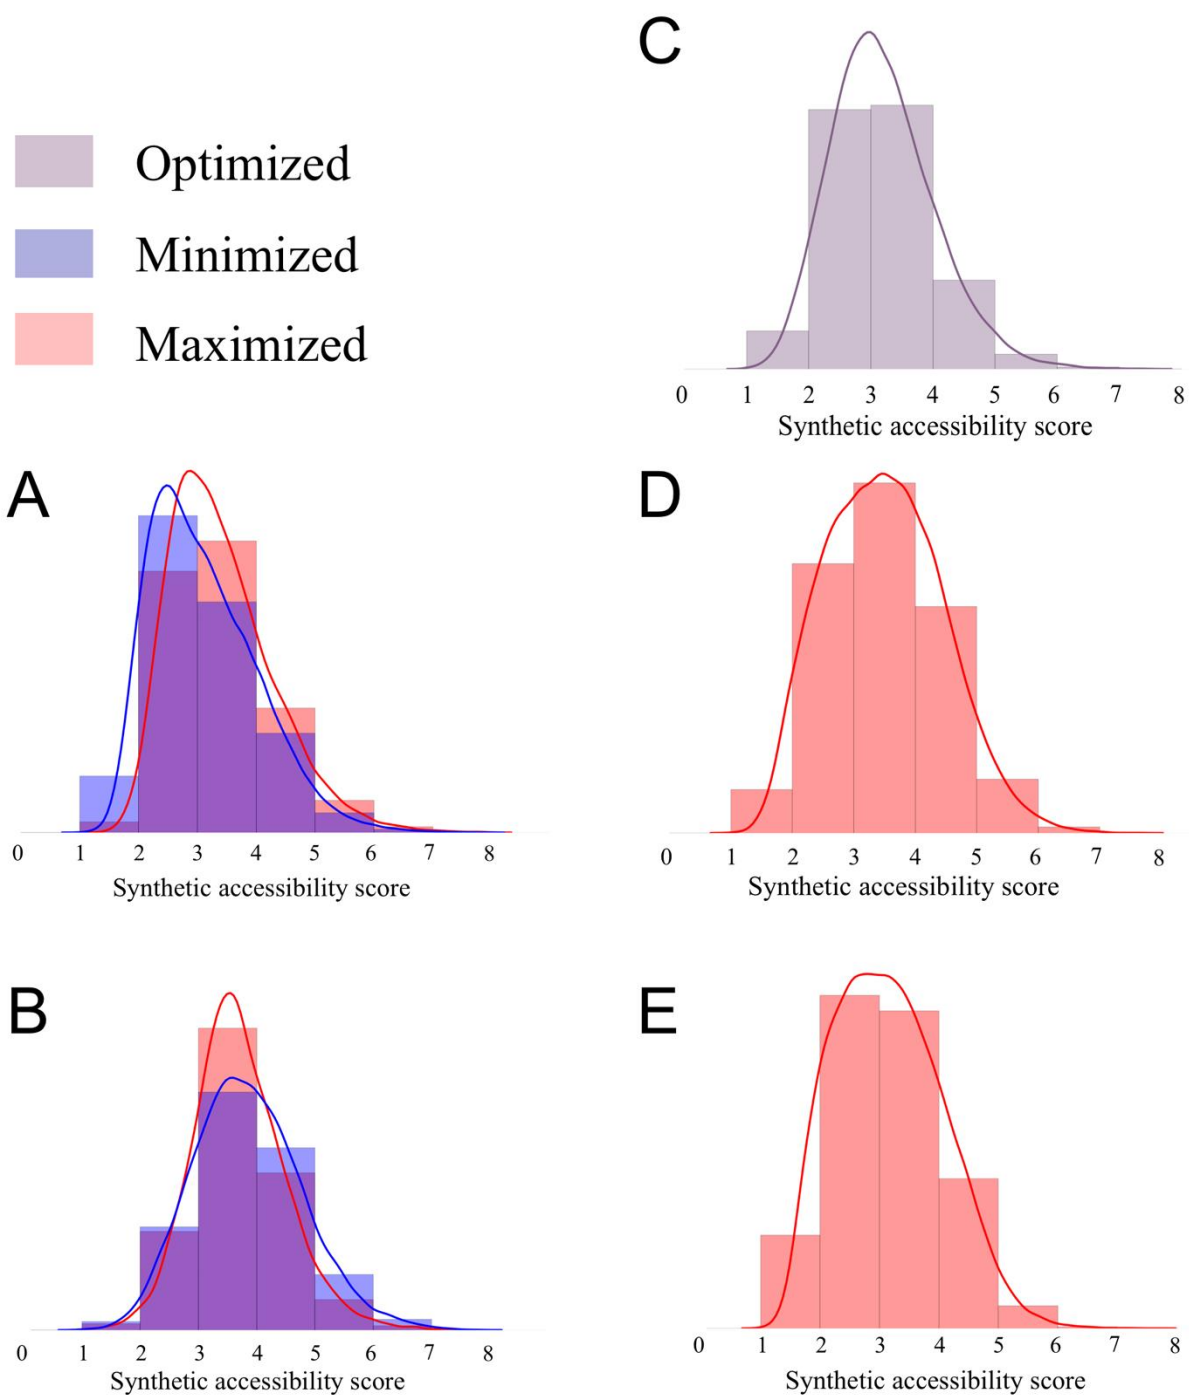 C
Optimized
Minimized
Maximized
0 1 2 3 4 5 6 7 8
Synthetic accessibility score
A
0 1 2 3 4 5 6 7 8
Synthetic accessibility score
D
0 1 2 3 4 5 6 7 8
Synthetic accessibility score
B
0 1 2 3 4 5 6 7 8
Synthetic accessibility score
E
0 1 2 3 4 5 6 7 8
Synthetic accessibility score